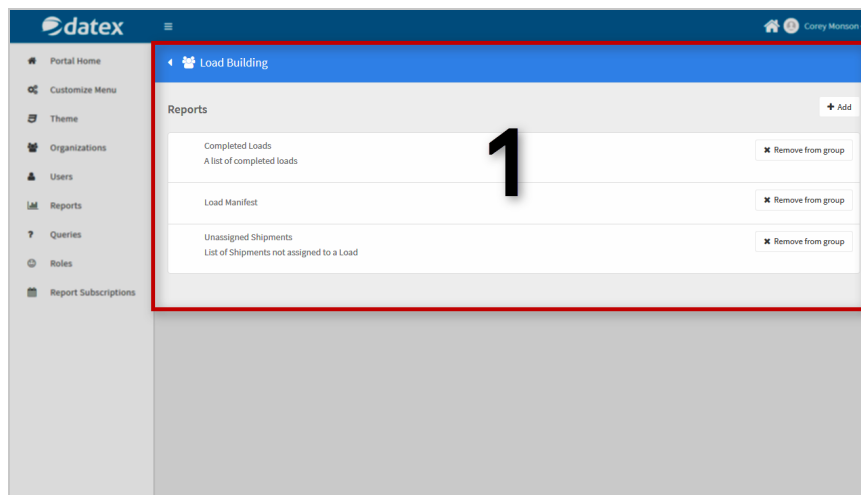 datex
Corey Monson
Portal Home
Customize Menu
Theme
Organizations
Users
Reports
Queries
Roles
Report Subscriptions
Load Building
Reports
Add
1
Completed Loads
A list of completed loads
Remove from group
Load Manifest
Remove from group
Unassigned Shipments
List of Shipments not assigned to a Load
Remove from group